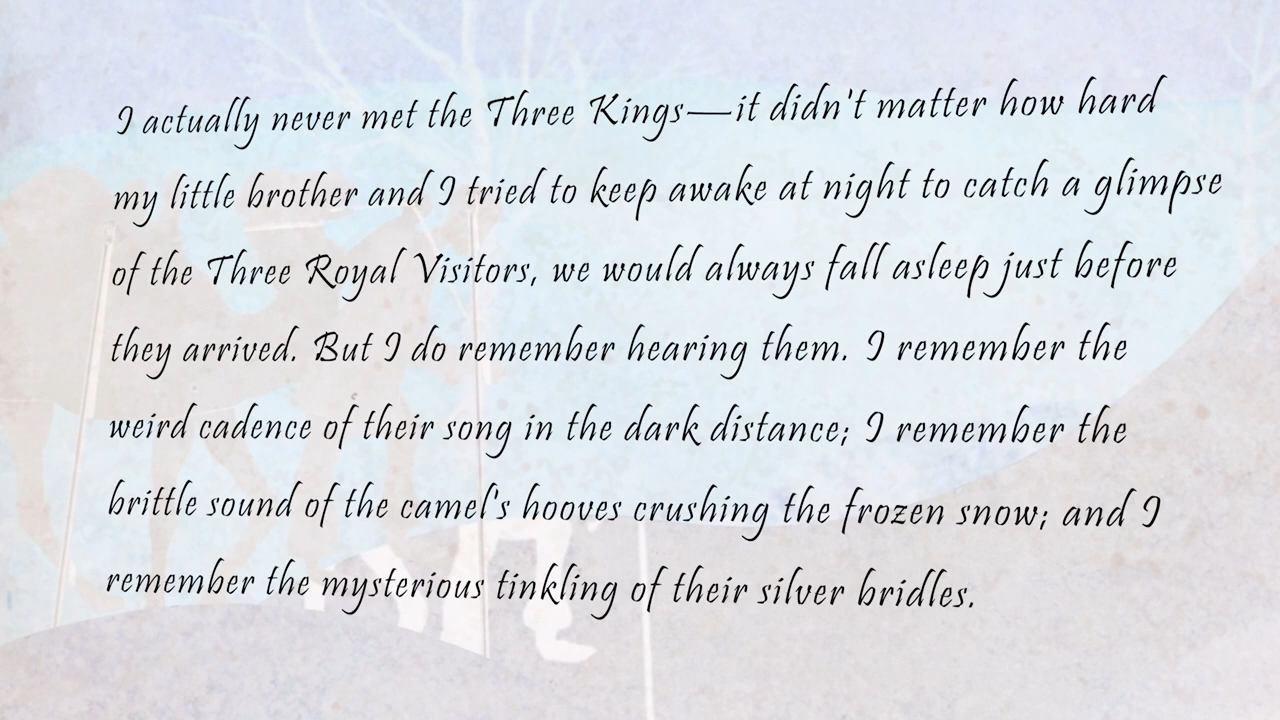 I actually never met the Three Kings—it didn't matter how hard
my little brother and I tried to keep awake at night to catch a glimpse
of the Three Royal Visitors, we would always fall asleep just before
they arrived. But I do remember hearing them. I remember the
weird cadence of their song in the dark distance; I remember the
brittle sound of the camel's hooves crushing the frozen snow; and I
remember the mysterious tinkling of their silver bridles.